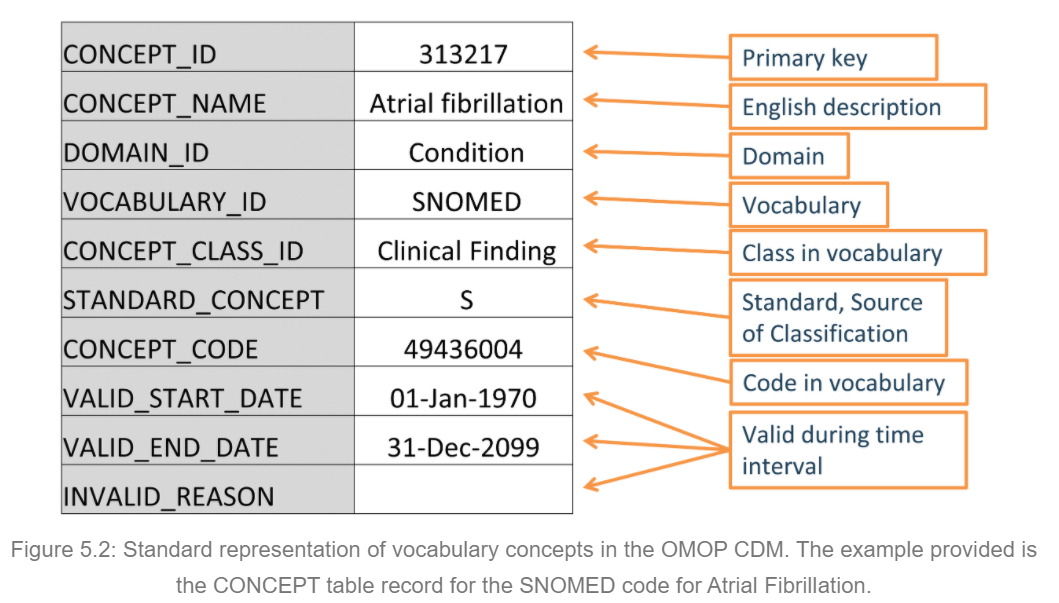 CONCEPT_ID 313217 Primary key
CONCEPT_NAME Atrial fibrillation English description
DOMAIN_ID Condition Domain
VOCABULARY_ID SNOMED Vocabulary
CONCEPT_CLASS_ID Clinical Finding Class in vocabulary
STANDARD_CONCEPT S Standard, Source
of Classification
CONCEPT_CODE 49436004 Code in vocabulary
VALID_START_DATE 01-Jan-1970
VALID_END_DATE 31-Dec-2099 Valid during time
interval
INVALID_REASON
Figure 5.2: Standard representation of vocabulary concepts in the OMOP CDM. The example provided is
the CONCEPT table record for the SNOMED code for Atrial Fibrillation.